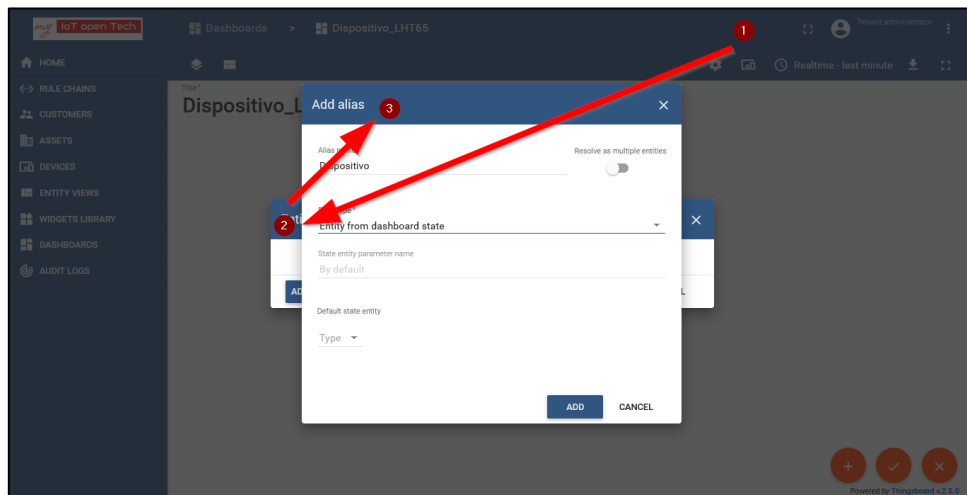 my IoT open Tech
Dashboards > Dispositivo_LHT65
1
Tenant administrator
HOME
RULE CHAINS
CUSTOMERS
ASSETS
DEVICES
ENTITY VIEWS
WIDGETS LIBRARY
DASHBOARDS
AUDIT LOGS
Realtime - last minute
Title*
Add alias
3
Dispositivo
Resolve as multiple entities
2
Entity from dashboard state
State entity parameter name
By default
Default state entity
Type
ADD CANCEL
Powered by Thingsboard v.2.5.0